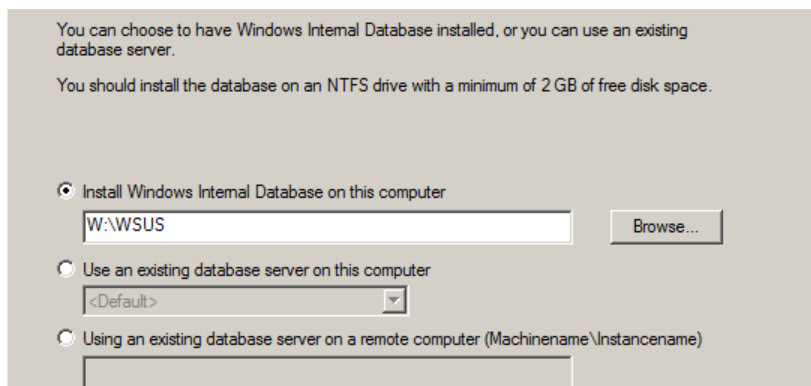 You can choose to have Windows Internal Database installed, or you can use an existing
database server.
You should install the database on an NTFS drive with a minimum of 2 GB of free disk space.
Install Windows Internal Database on this computer
W:\WSUS
Browse...
Use an existing database server on this computer
<Default>
Using an existing database server on a remote computer (Machinename\Instancename)